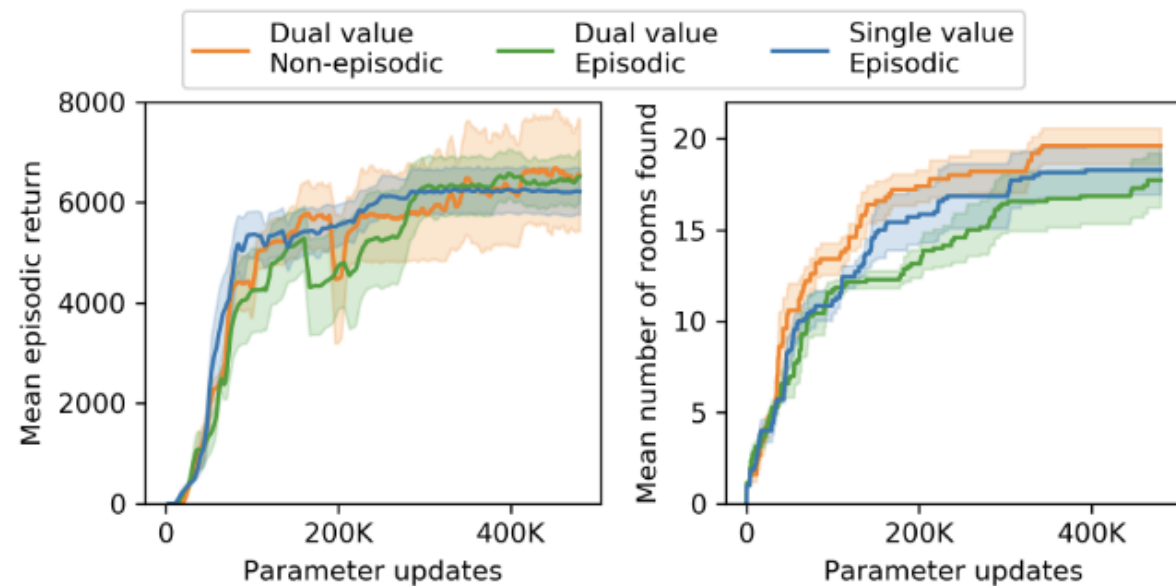 Dual value
Non-episodic
Dual value
Episodic
Single value
Episodic
Mean episodic return
8000
6000
4000
2000
0
0
200K
400K
Parameter updates
Mean number of rooms found
20
15
10
5
0
0
200K
400K
Parameter updates